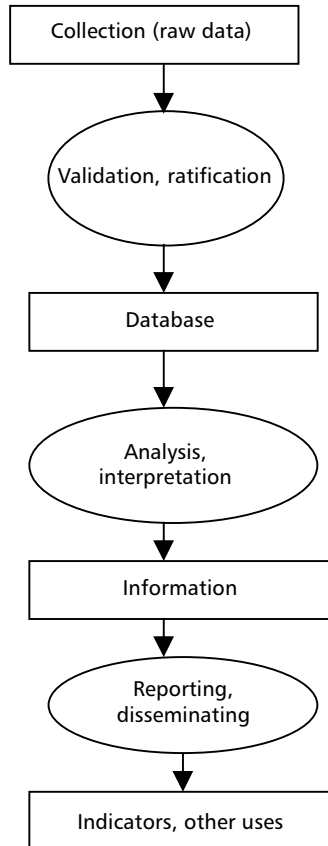 Collection (raw data)
Validation, ratification
Database
Analysis,
interpretation
Information
Reporting,
disseminating
Indicators, other uses